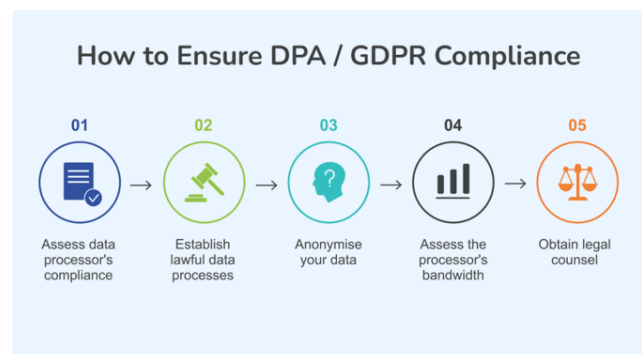 How to Ensure DPA / GDPR Compliance
01
Assess data
processor's
compliance
02
Establish
lawful data
processes
03
?
Anonymise
your data
04
Assess the
processor's
bandwidth
05
Obtain legal
counsel